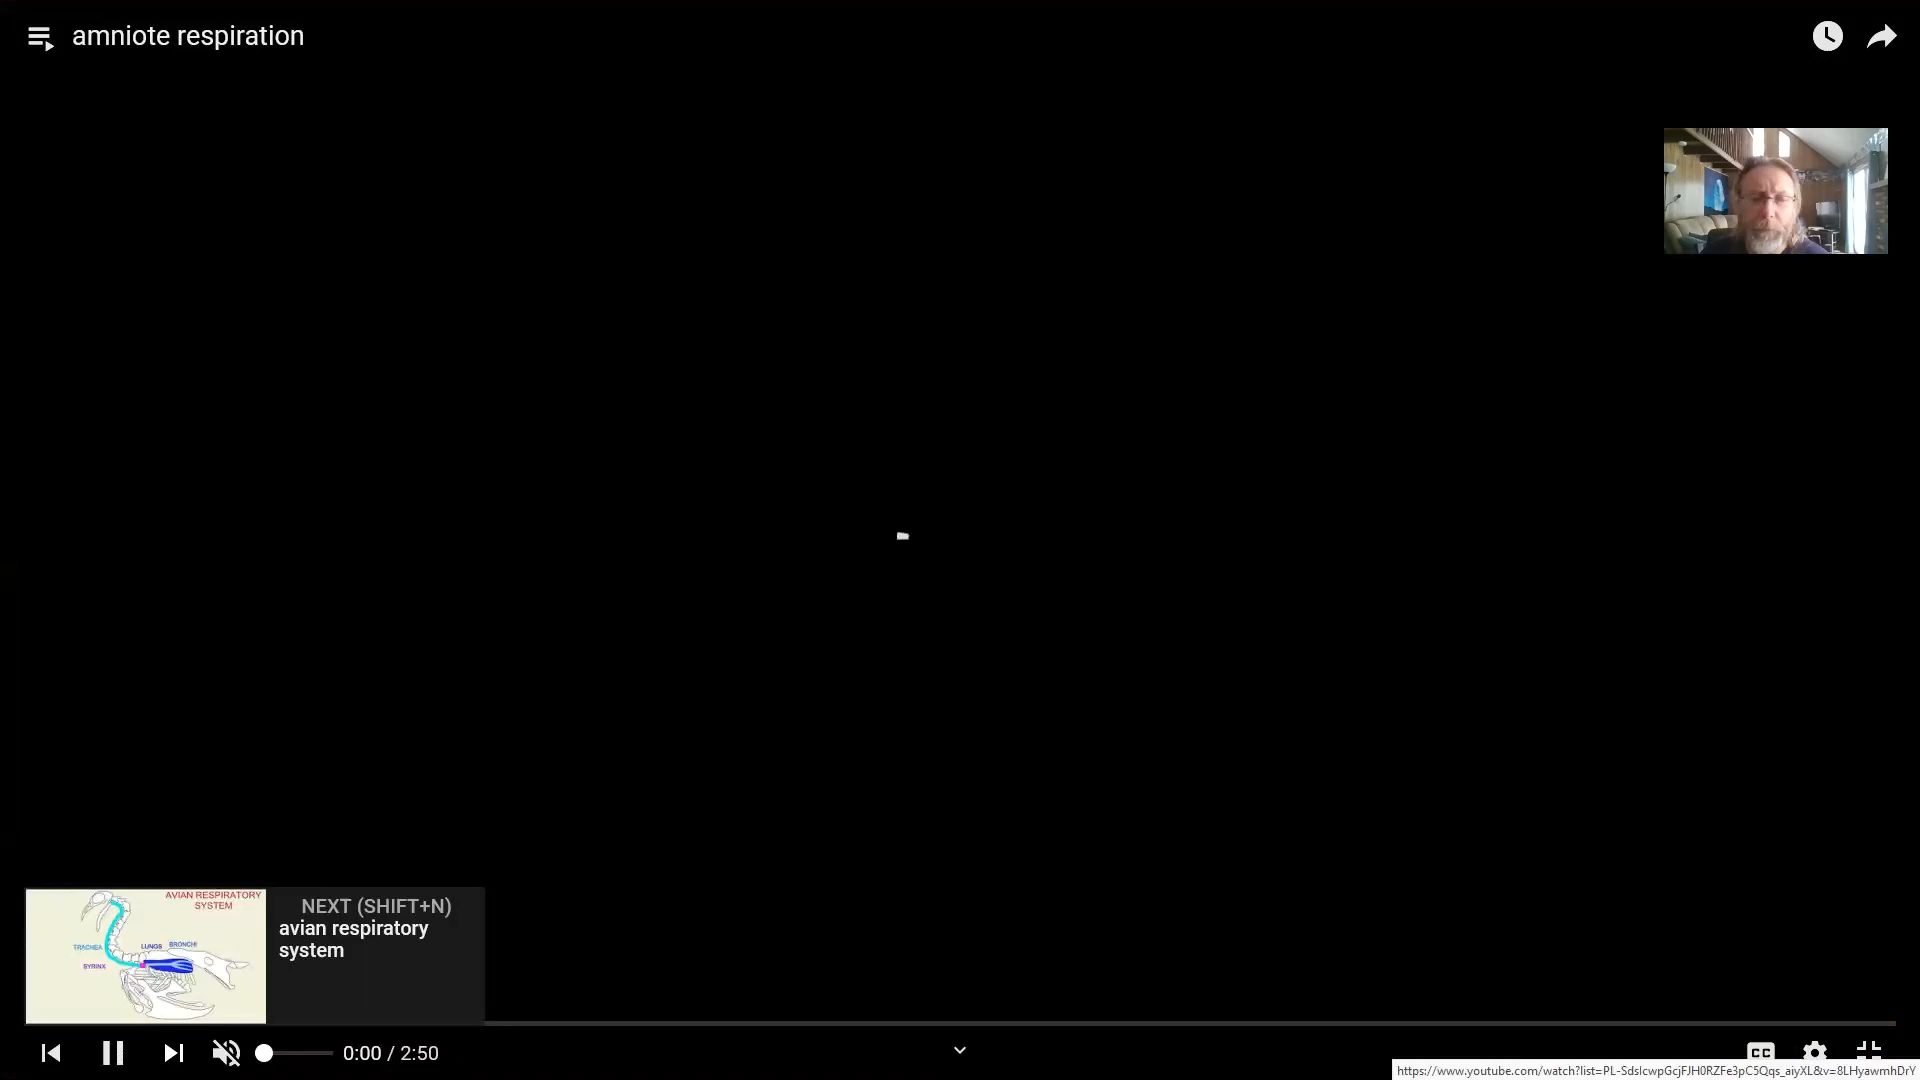 amniote respiration
AVIAN RESPIRATORY
SYSTEM
TRACHEA
LUNGS
BRONCHI
SYRINX
NEXT (SHIFT+N)
avian respiratory
system
0:00 / 2:50
CC
https://www.youtube.com/watch?list=PL-SdslcwpGcjFJH0RZFe3pC5Qqs_aiyXL&v=8LHyawmhDrY